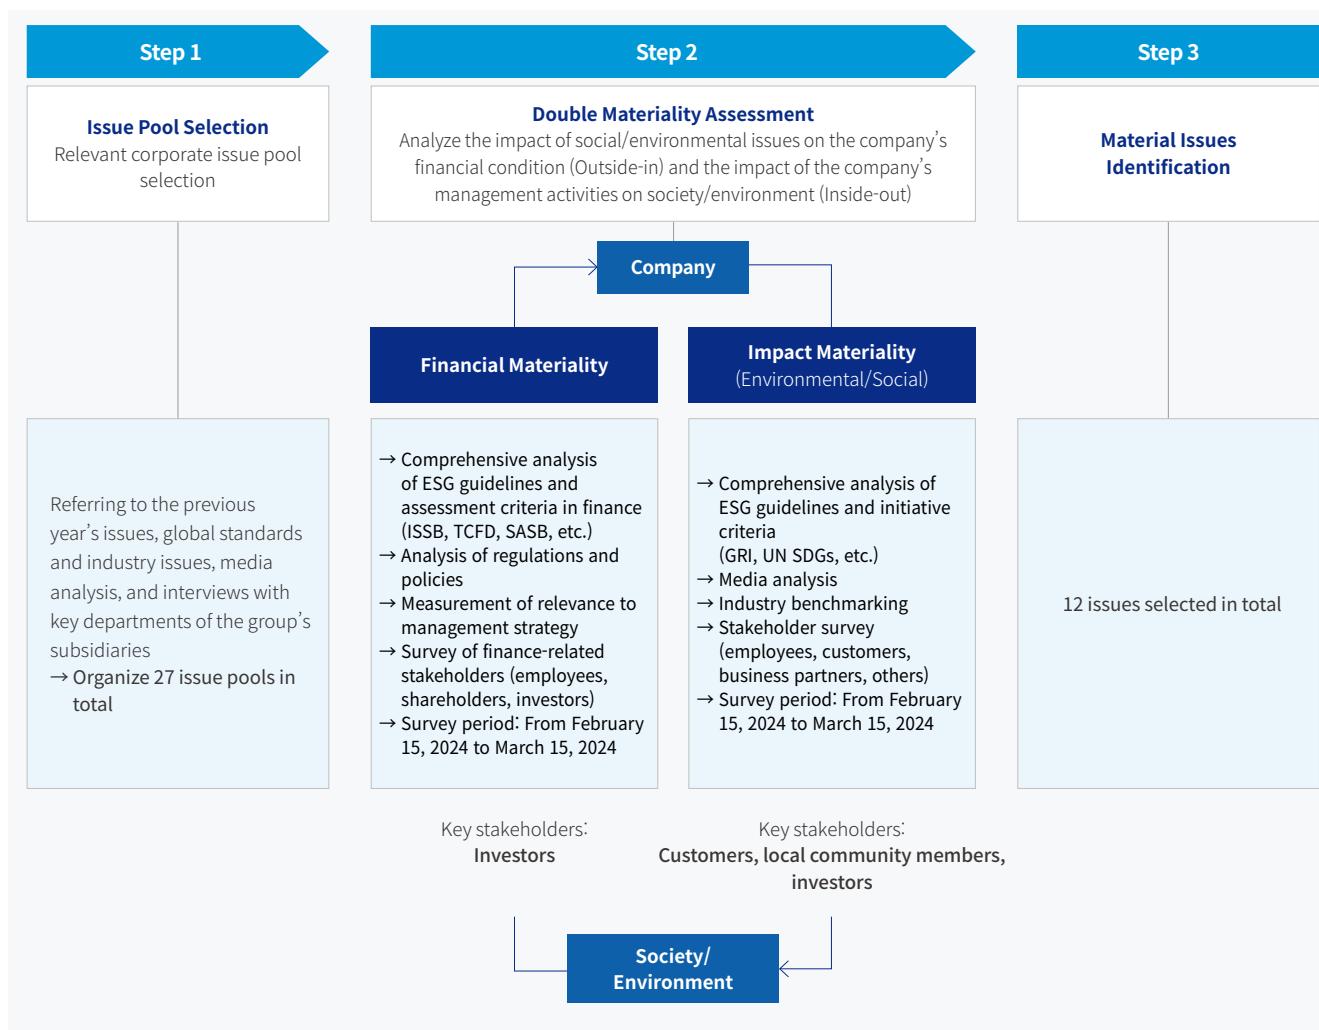 Step 1
Issue Pool Selection
Relevant corporate issue pool
selection
Referring to the previous
year's issues, global standards
and industry issues, media
analysis, and interviews with
key departments of the group's
subsidiaries
→ Organize 27 issue pools in
total
Step 2
Double Materiality Assessment
Analyze the impact of social/environmental issues on the company's
financial condition (Outside-in) and the impact of the company's
management activities on society/environment (Inside-out)
Company
Financial Materiality
→ Comprehensive analysis
of ESG guidelines and
assessment criteria in finance
(ISSB, TCFD, SASB, etc.)
→ Analysis of regulations and
policies
→ Measurement of relevance to
management strategy
→ Survey of finance-related
stakeholders (employees,
shareholders, investors)
→ Survey period: From February
15, 2024 to March 15, 2024
Key stakeholders:
Investors
Impact Materiality
(Environmental/Social)
→ Comprehensive analysis of
ESG guidelines and initiative
criteria
(GRI, UN SDGs, etc.)
→ Media analysis
→ Industry benchmarking
→ Stakeholder survey
(employees, customers,
business partners, others)
→ Survey period: From February
15, 2024 to March 15, 2024
Key stakeholders:
Customers, local community members,
investors
Society/
Environment
Step 3
Material Issues
Identification
12 issues selected in total